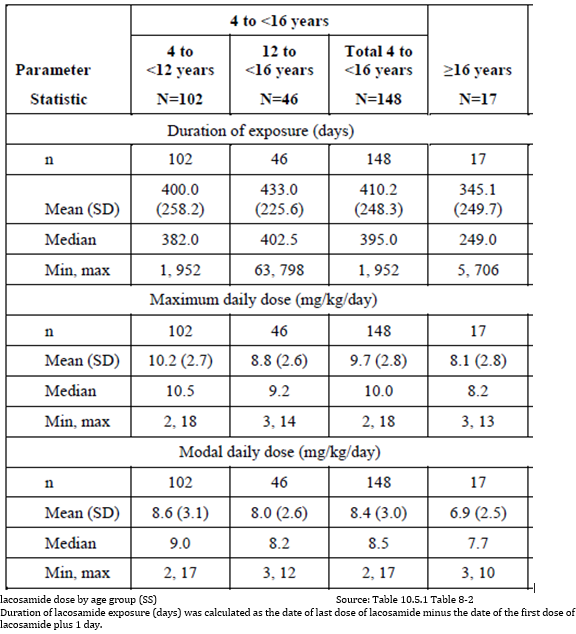 4 to <16 years
Parameter
Statistic
4 to
<12 years
N=102
12 to
<16 years
N=46
Total 4 to
<16 years
N=148
≥16 years
N=17
Duration of exposure (days)
n 102 46 148 17
Mean (SD) 400.0 (258.2) 433.0 (225.6) 410.2 (248.3) 345.1 (249.7)
Median 382.0 402.5 395.0 249.0
Min, max 1, 952 63, 798 1, 952 5, 706
Maximum daily dose (mg/kg/day)
n 102 46 148 17
Mean (SD) 10.2 (2.7) 8.8 (2.6) 9.7 (2.8) 8.1 (2.8)
Median 10.5 9.2 10.0 8.2
Min, max 2, 18 3, 14 2, 18 3, 13
Modal daily dose (mg/kg/day)
n 102 46 148 17
Mean (SD) 8.6 (3.1) 8.0 (2.6) 8.4 (3.0) 6.9 (2.5)
Median 9.0 8.2 8.5 7.7
Min, max 2, 17 3, 12 2, 17 3, 10
lacosamide dose by age group (SS) Source: Table 10.5.1 Table 8-2
Duration of lacosamide exposure (days) was calculated as the date of last dose of lacosamide minus the date of the first dose of
lacosamide plus 1 day.